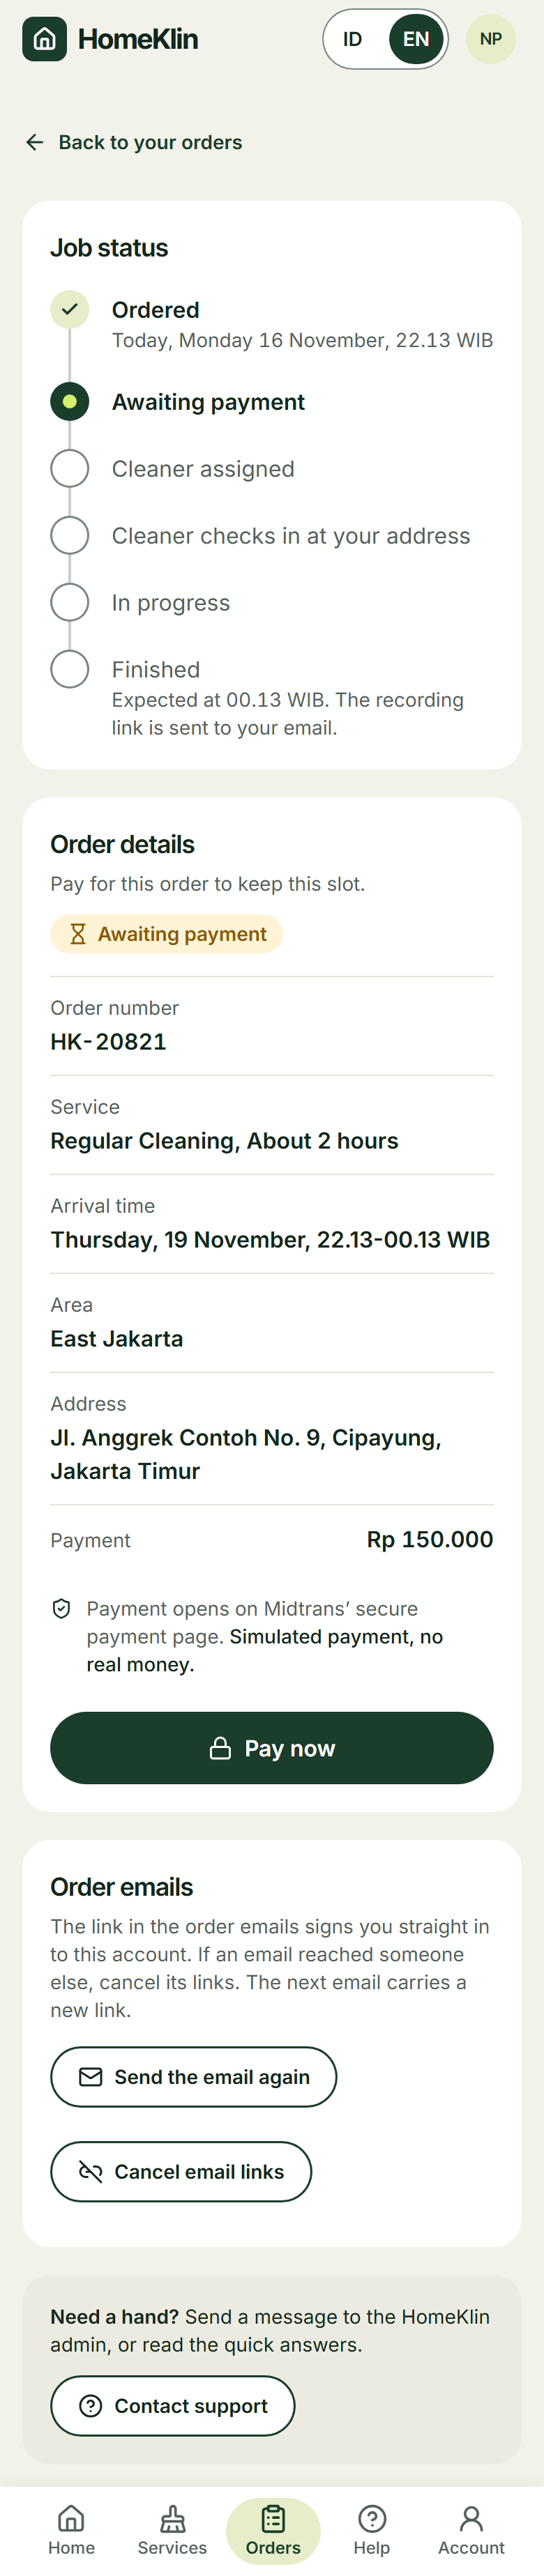 HomeKlin
ID
EN
NP
Back to your orders
Job status
Ordered
Today, Monday 16 November, 22.13 WIB
Awaiting payment
Cleaner assigned
Cleaner checks in at your address
In progress
Finished
Expected at 00.13 WIB. The recording
link is sent to your email.
Order details
Pay for this order to keep this slot.
Awaiting payment
Order number
HK-20821
Service
Regular Cleaning, About 2 hours
Arrival time
Thursday, 19 November, 22.13-00.13 WIB
Area
East Jakarta
Address
Jl. Anggrek Contoh No. 9, Cipayung,
Jakarta Timur
Payment
Rp 150.000
Payment opens on Midtrans’ secure
payment page. Simulated payment, no
real money.
Pay now
Order emails
The link in the order emails signs you straight in
to this account. If an email reached someone
else, cancel its links. The next email carries a
new link.
Send the email again
Cancel email links
Need a hand? Send a message to the HomeKlin
admin, or read the quick answers.
Contact support
Home
Services
Orders
Help
Account